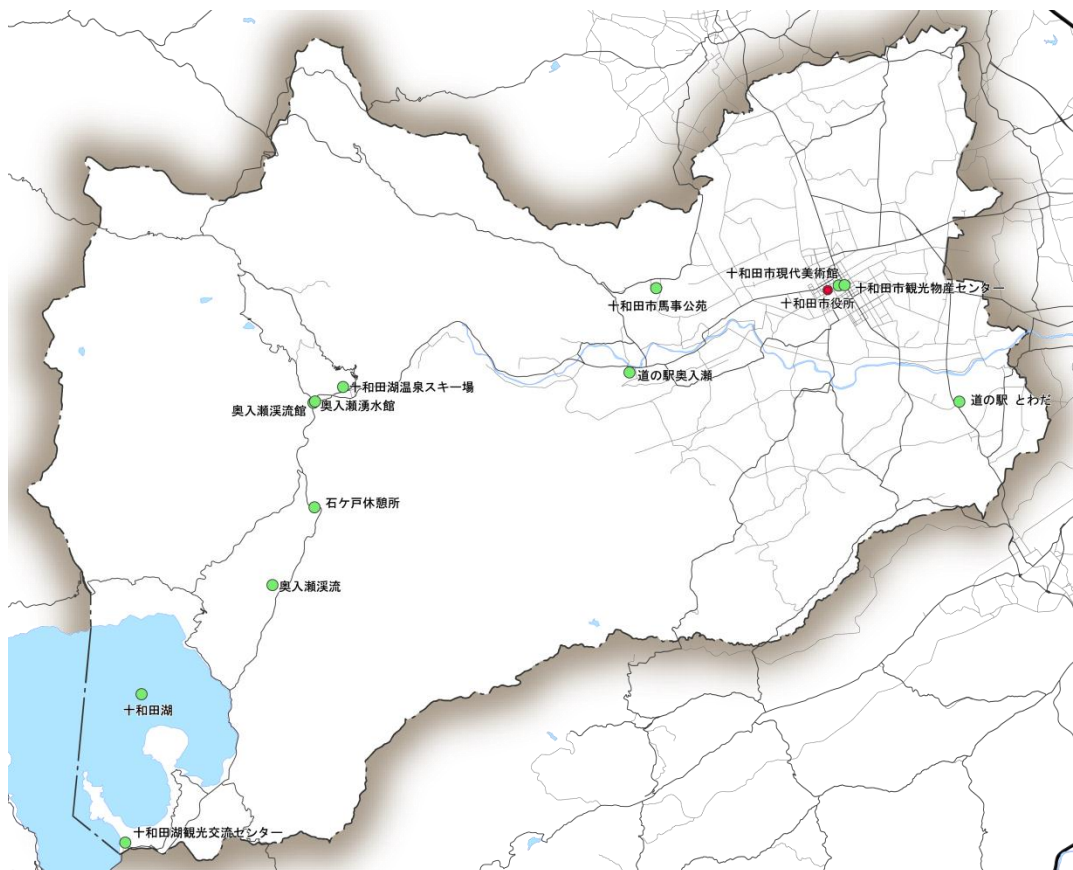 十和田市現代美術館
十和田市観光物産センター
十和田市役所
十和田市馬事公苑
道の駅奥入瀬
十和田湖温泉スキー場
奥入瀬湧水館
奥入瀬渓流館
道の駅 とわだ
石ケ戸休憩所
奥入瀬渓流
十和田湖
十和田湖観光交流センター